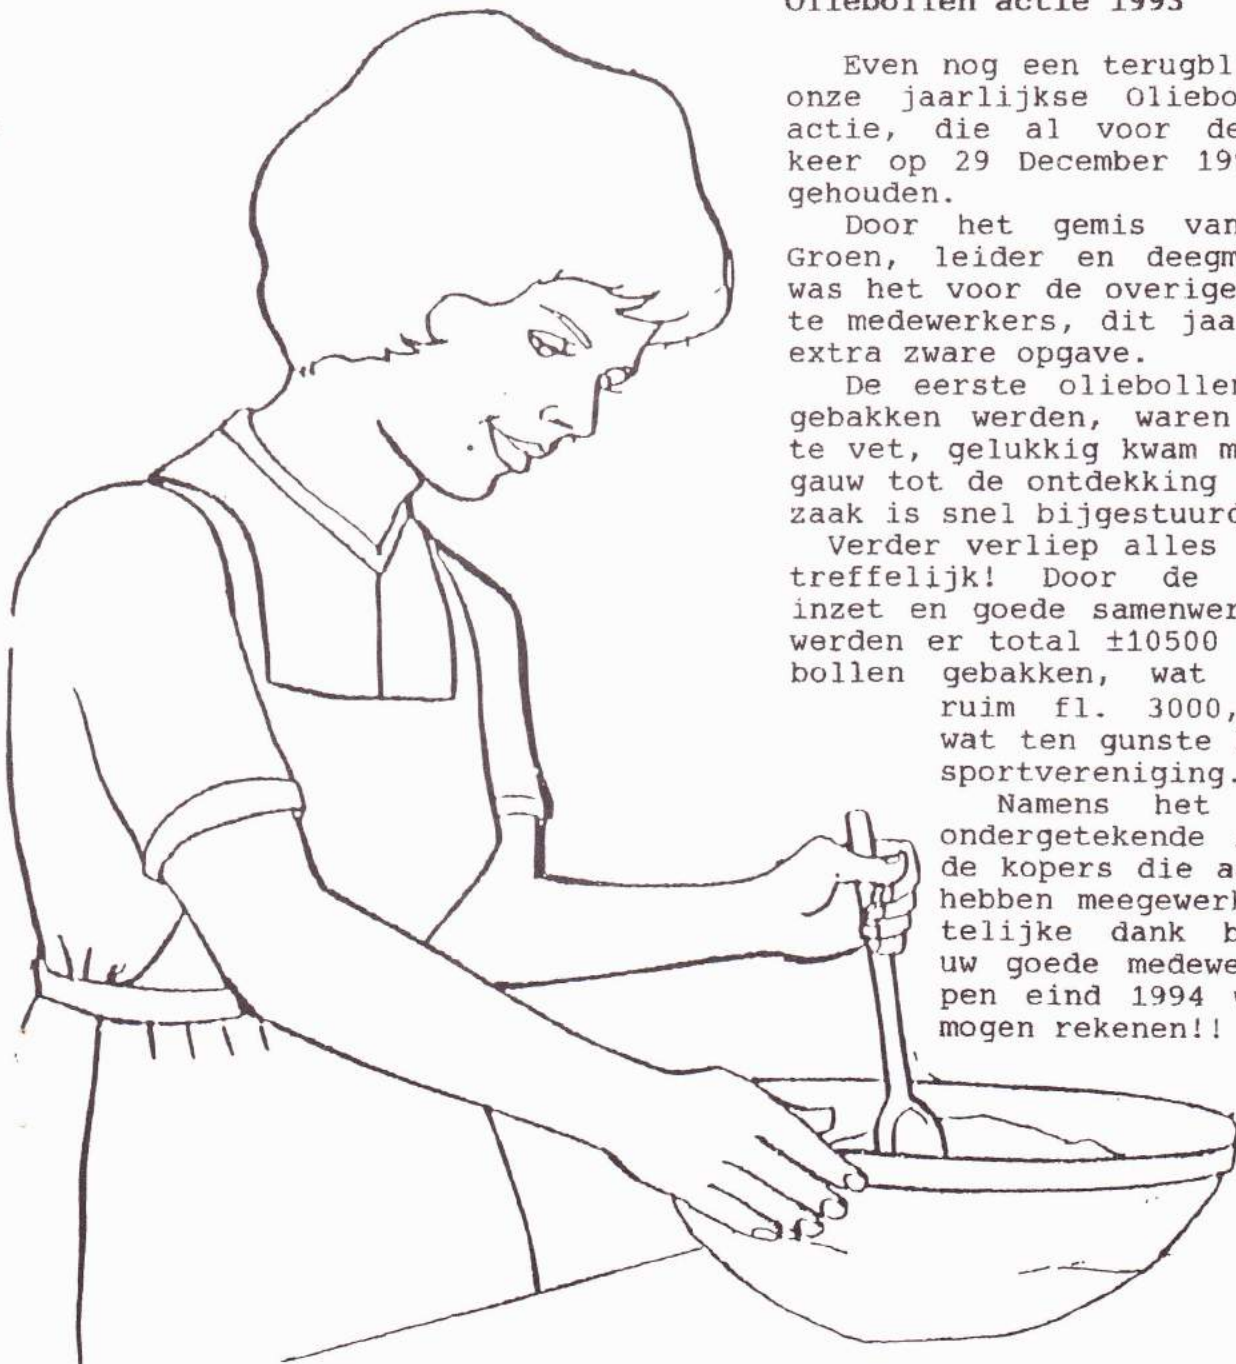 Oliebollen actie 1993
Even nog een terugbl
onze jaarlijkse Oliebo
actie, die al voor de
keer op 29 December 19
gehouden.
Door het gemis van
Groen, leider en deegm
was het voor de overige
te medewerkers, dit jaa
extra zware opgave.
De eerste oliebollen
gebakken werden, waren
te vet, gelukkig kwam m
gauw tot de ontdekking
zaak is snel bijgestuurd
Verder verliep alles
treffelijk! Door de
inzet en goede samenwer
werden er total ±10500
bollen gebakken, wat
ruim fl. 3000,
wat ten gunste
sportvereniging.
Namens het
ondergetekende
de kopers die a
hebben meegewerk
telijke dank b
uw goede medewe
pen eind 1994 w
mogen rekenen!!